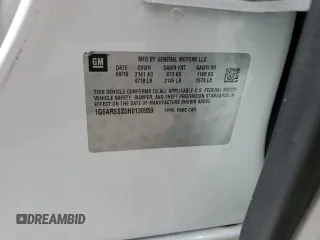 GM
MFD BY GENERAL MOTORS LLC
DATE GVWR GAWR FRT GAWR RR
09/16 2141 KG 973 KG 1168 KG
4719 LB 2145 LB 2574 LB
THIS VEHICLE CONFORMS TO ALL APPLICABLE U.S. FEDERAL MOTOR
VEHICLE SAFETY, BUMPER, AND THEFT PREVENTION STANDARDS IN
EFFECT ON THE DATE OF MANUFACTURE SHOWN ABOVE.
TYPE: PASS CAR
DREAMBID